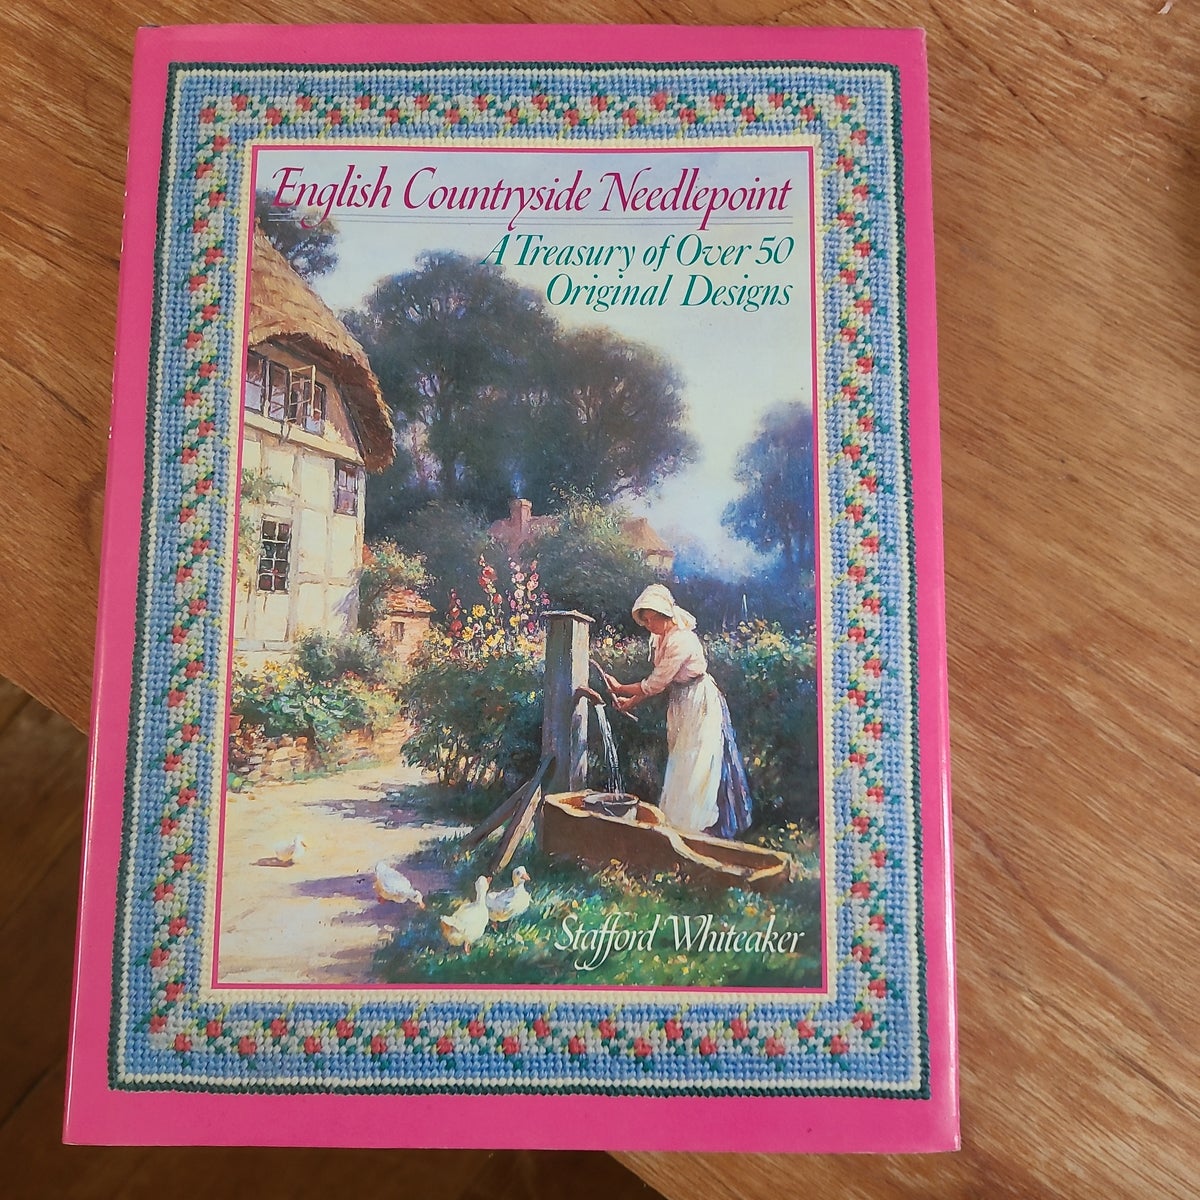 English Countryside Needlepoint
A Treasury of Over 50
Original Designs
Stafford Whiteaker